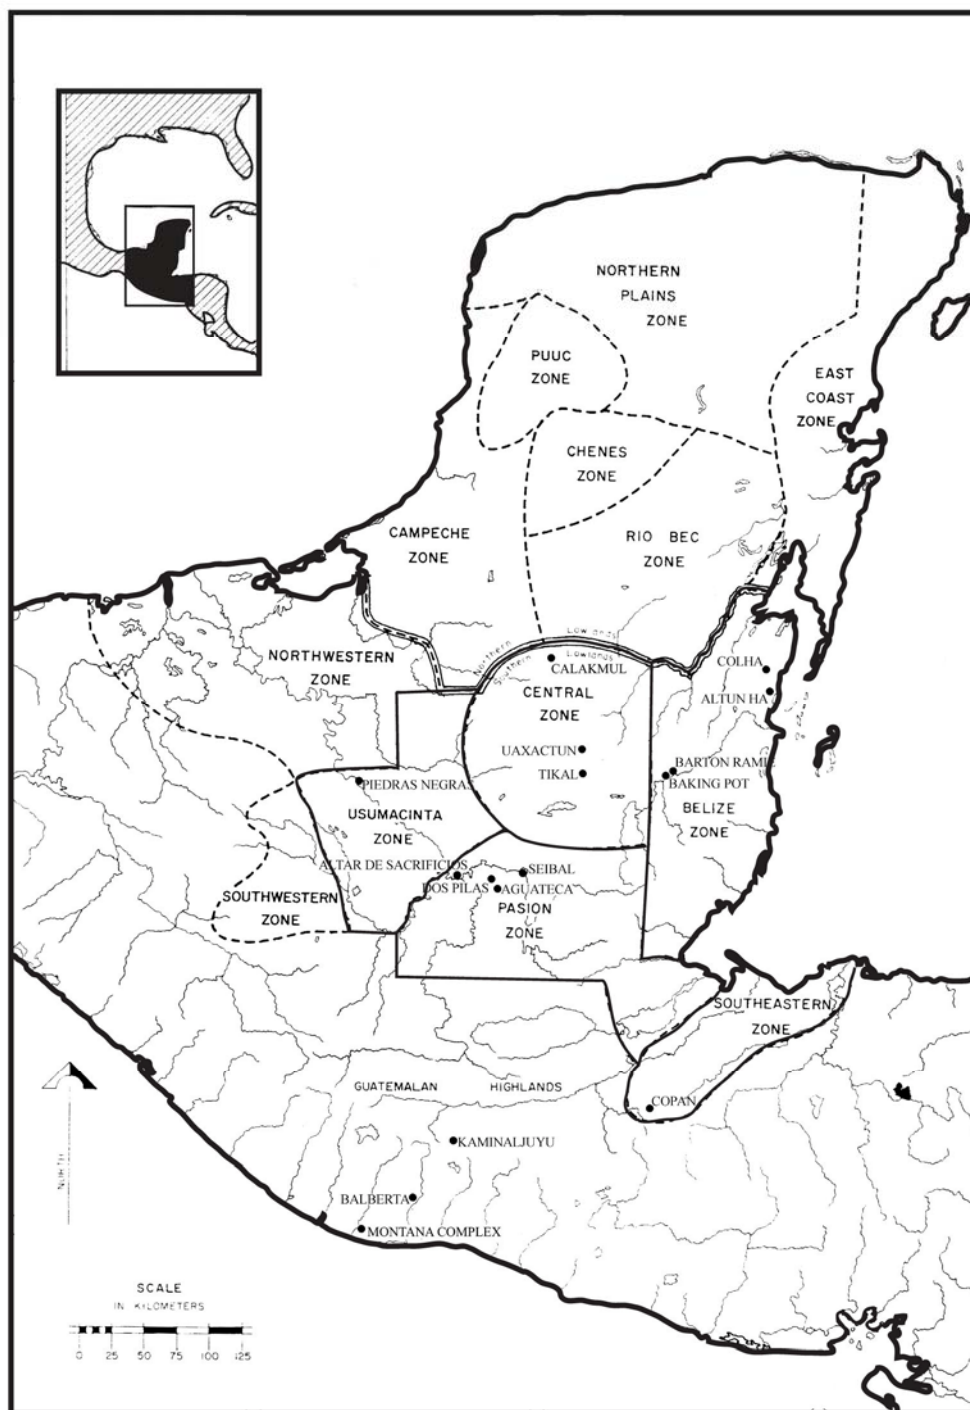 NORTHERN
PLAINS
ZONE
PUUC
ZONE
EAST
COAST
ZONE
CHENES
ZONE
CAMPECHE
ZONE
RIO BEC
ZONE
Northern Lowlands
Southern Lowlands
NORTHWESTERN
ZONE
CALAKMUL
COLHA
CENTRAL
ZONE
ALTUN HA
UAXACTUN
TIKAL
BARTON RAMIE
BAKING POT
BELIZE
ZONE
PIEDRAS NEGRAS
USUMACINTA
ZONE
ALTAR DE SACRIFICIOS
SEIBAL
DOS PILAS
AGUATECA
PASION
ZONE
SOUTHWESTERN
ZONE
SOUTHEASTERN
ZONE
GUATEMALAN HIGHLANDS
COPAN
KAMINALJUYU
BALBERTA
MONTANA COMPLEX
NORTH
SCALE
IN KILOMETERS
0 25 50 75 100 125